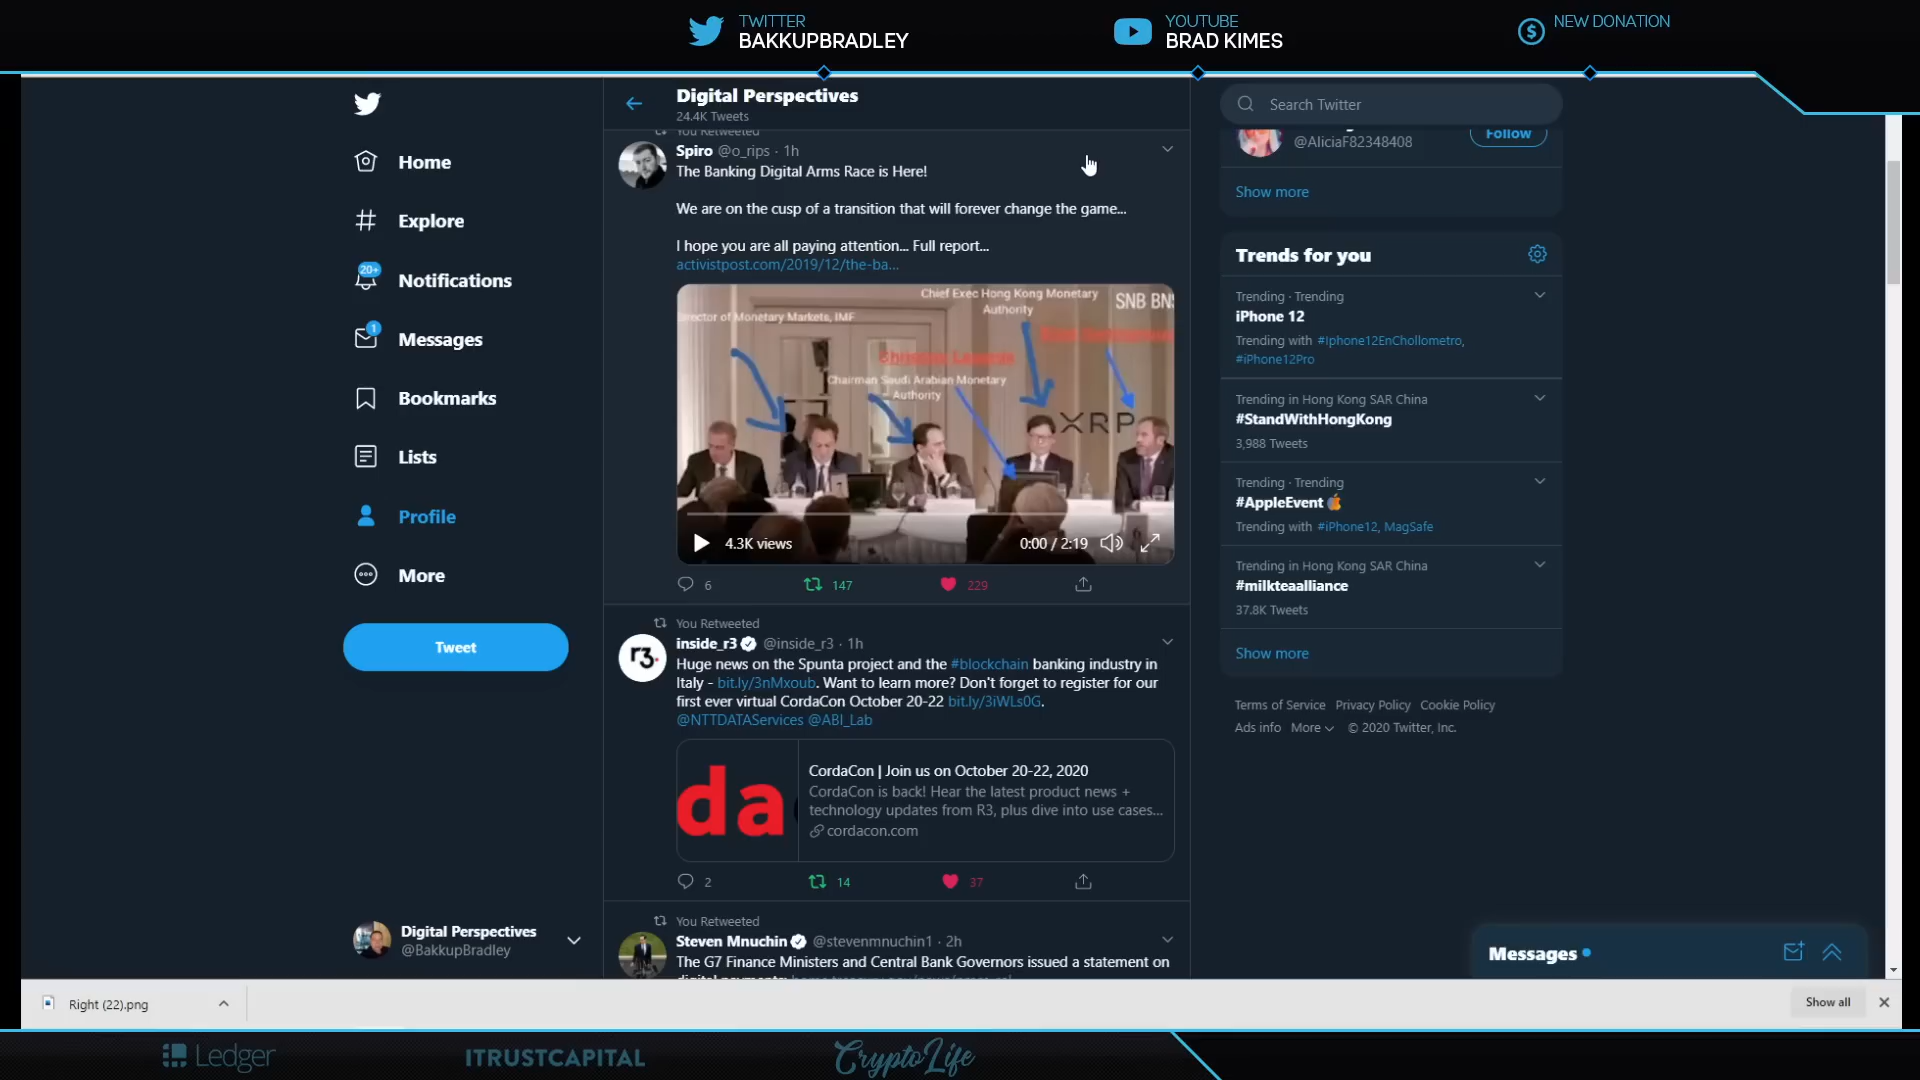 TWITTER
BAKKUPBRADLEY
YOUTUBE
BRAD KIMES
NEW DONATION
Home
Explore
20+
Notifications
1
Messages
Bookmarks
Lists
Profile
More
Tweet
Digital Perspectives
@BakkupBradley
Digital Perspectives
24.4K Tweets
You Retweeted
Spiro @o_rips · 1h
The Banking Digital Arms Race is Here!
We are on the cusp of a transition that will forever change the game...
I hope you are all paying attention... Full report...
activistpost.com/2019/12/the-ba...
Chief Exec Hong Kong Monetary
Authority
SNB BNS
rector of Monetary Markets, IMF
Chairman Saudi Arabian Monetary
Authority
XRP
4.3K views
0:00 / 2:19
6
147
229
You Retweeted
inside_r3 @inside_r3 · 1h
r3.
Huge news on the Spunta project and the #blockchain banking industry in
Italy - bit.ly/3nMxoub. Want to learn more? Don't forget to register for our
first ever virtual CordaCon October 20-22 bit.ly/3iWLs0G.
@NTTDATAServices @ABI_Lab
da
CordaCon | Join us on October 20-22, 2020
CordaCon is back! Hear the latest product news +
technology updates from R3, plus dive into use cases...
cordacon.com
2
14
37
You Retweeted
Steven Mnuchin @stevenmnuchin1 · 2h
The G7 Finance Ministers and Central Bank Governors issued a statement on
Search Twitter
@AliciaF82348408
Follow
Show more
Trends for you
Trending · Trending
iPhone 12
Trending with #Iphone12EnChollometro,
#iPhone12Pro
Trending in Hong Kong SAR China
#StandWithHongKong
3,988 Tweets
Trending · Trending
#AppleEvent
Trending with #iPhone12, MagSafe
Trending in Hong Kong SAR China
#milkteaalliance
37.8K Tweets
Show more
Terms of Service Privacy Policy Cookie Policy
Ads info More © 2020 Twitter, Inc.
Messages
Right (22).png
Show all
Ledger
ITRUSTCAPITAL
CryptoLife